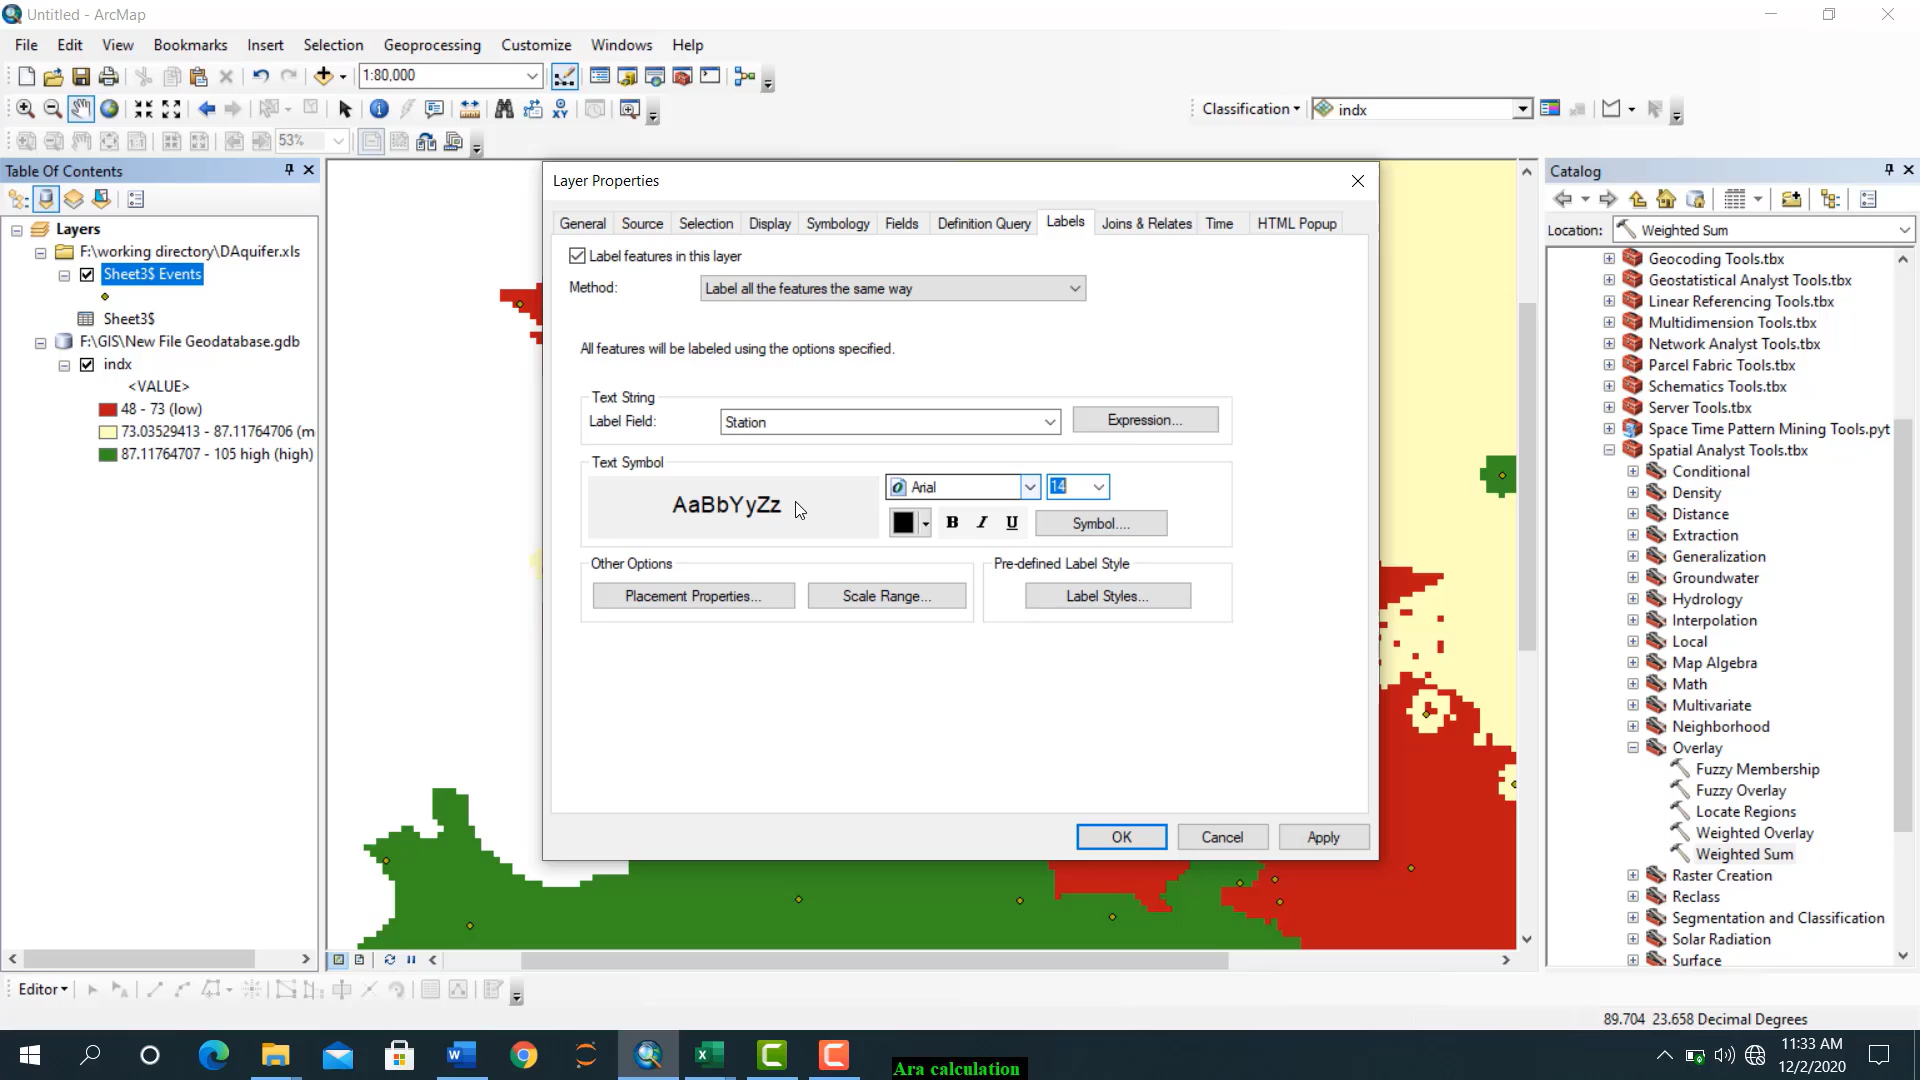 Untitled - ArcMap
File Edit View Bookmarks Insert Selection Geoprocessing Customize Windows Help
1:80,000
Classification indx
53%
Table Of Contents
Layers
F:\working directory\DAquifer.xls
Sheet3$ Events
Sheet3$
F:\GIS\New File Geodatabase.gdb
indx
<VALUE>
48 - 73 (low)
73.03529413 - 87.11764706 (m
87.11764707 - 105 high (high)
Layer Properties
General Source Selection Display Symbology Fields Definition Query Labels Joins & Relates Time HTML Popup
Label features in this layer
Method: Label all the features the same way
All features will be labeled using the options specified.
Text String
Label Field: Station Expression...
Text Symbol
AaBbYyZz Arial 14
B I U Symbol....
Other Options Pre-defined Label Style
Placement Properties... Scale Range... Label Styles...
OK Cancel Apply
Catalog
Location: Weighted Sum
Geocoding Tools.tbx
Geostatistical Analyst Tools.tbx
Linear Referencing Tools.tbx
Multidimension Tools.tbx
Network Analyst Tools.tbx
Parcel Fabric Tools.tbx
Schematics Tools.tbx
Server Tools.tbx
Space Time Pattern Mining Tools.pyt
Spatial Analyst Tools.tbx
Conditional
Density
Distance
Extraction
Generalization
Groundwater
Hydrology
Interpolation
Local
Map Algebra
Math
Multivariate
Neighborhood
Overlay
Fuzzy Membership
Fuzzy Overlay
Locate Regions
Weighted Overlay
Weighted Sum
Raster Creation
Reclass
Segmentation and Classification
Solar Radiation
Surface
Editor
89.704 23.658 Decimal Degrees
11:33 AM
12/2/2020
Ara calculation